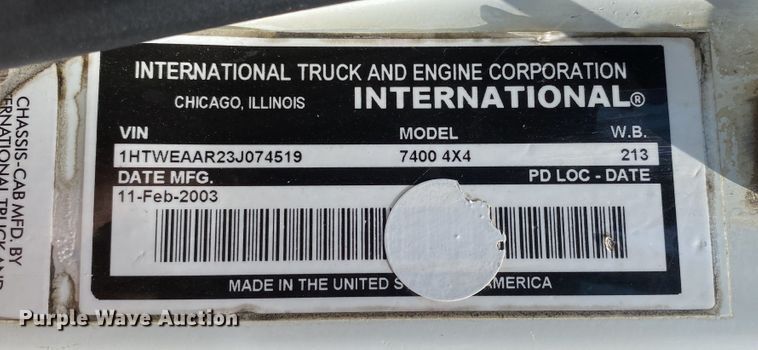 INTERNATIONAL TRUCK AND ENGINE CORPORATION
CHICAGO, ILLINOIS INTERNATIONAL®
VIN MODEL W.B.
1HTWEAAR23J074519 7400 4X4 213
DATE MFG. PD LOC - DATE
11-Feb-2003
MADE IN THE UNITED S AMERICA
CHASSIS-CAB MFD. BY
ERNATIONAL TRUCK AND
Purple Wave Auction